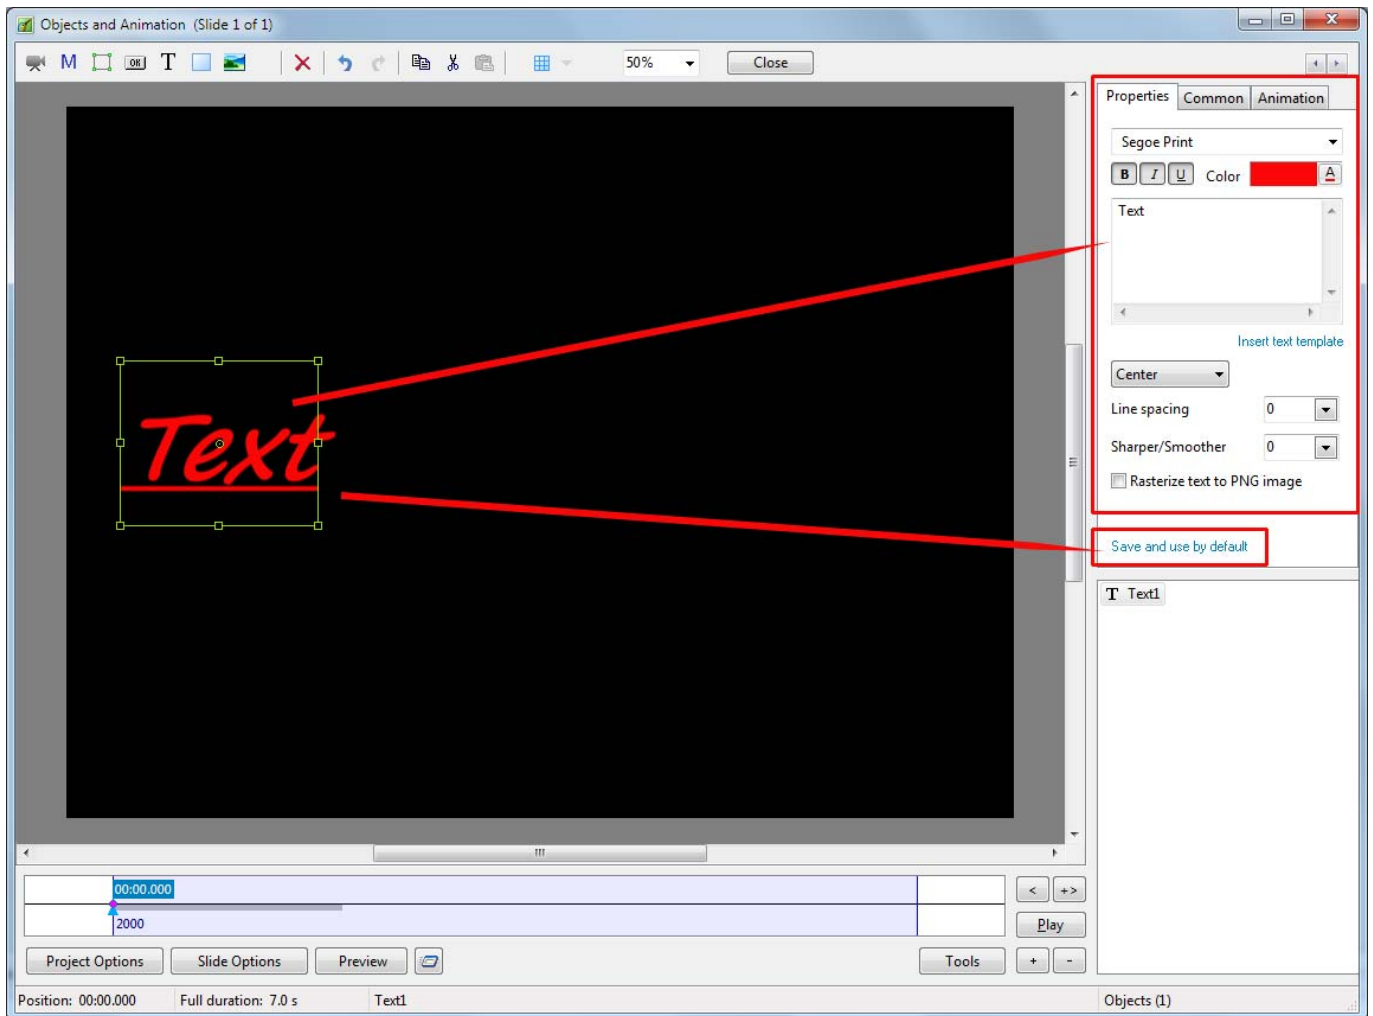 Objects and Animation (Slide 1 of 1)
M OK T 50% Close
Properties Common Animation
Segoe Print
B I U Color A
Text
Insert text template
Center
Line spacing 0
Sharper/Smoother 0
Rasterize text to PNG image
Save and use by default
Text
T Text1
00:00.000
2000
< +>
Play
Project Options Slide Options Preview Tools + -
Position: 00:00.000 Full duration: 7.0 s Text1 Objects (1)